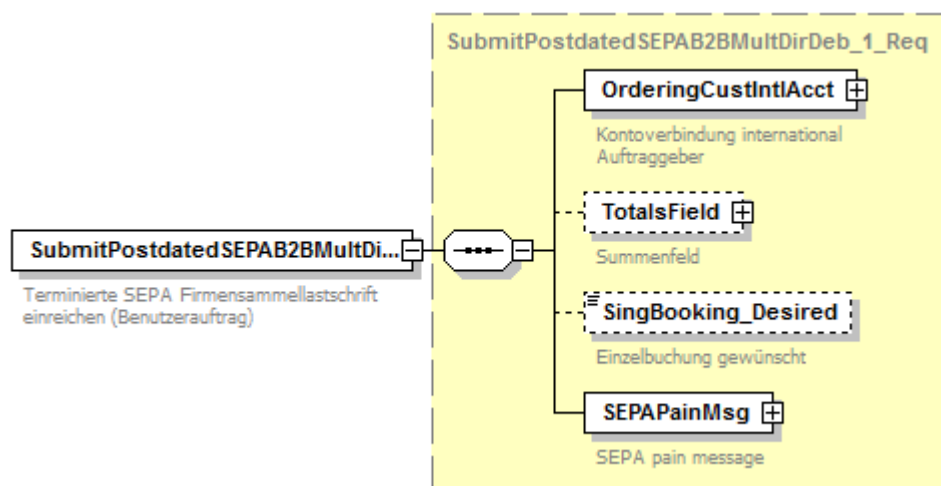 SubmitPostdatedSEPAB2BMultDirDeb_1_Req
OrderingCustIntlAcct
Kontoverbindung international
Auftraggeber
TotalsField
Summenfeld
SubmitPostdatedSEPAB2BMultDi...
Terminierte SEPA Firmensammellastschrift
einreichen (Benutzerauftrag)
SingBooking_Desired
Einzelbuchung gewünscht
SEPAPainMsg
SEPA pain message